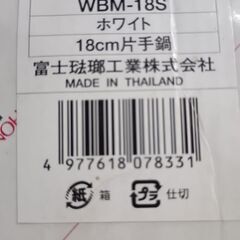 WBM-18S
ホワイト
18cm片手鍋
富士琺瑯工業株式会社
MADE IN THAILAND
4 977618 078331
紙 箱 プラ 仕切